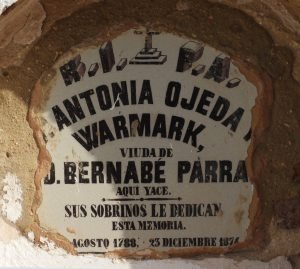 R.I. P.A.
ANTONIA OJEDA
WARMARK,
VIUDA DE
D. BERNABÉ PARRA
AQUI YACE.
SUS SOBRINOS LE DEDICAN
ESTA MEMORIA.
AGOSTO 1788. 23 DICIEMBRE 1874